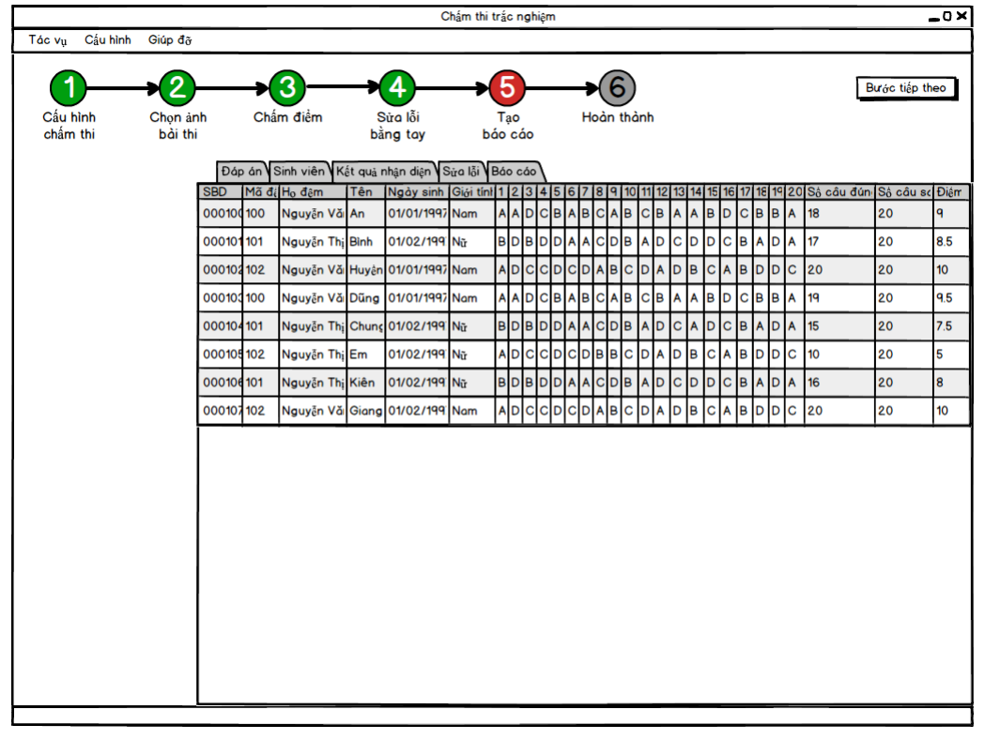 Chấm thi trắc nghiệm
Tác vụ Cấu hình Giúp đỡ
1 2 3 4 5 6
Bước tiếp theo
Cấu hình chấm thi
Chọn ảnh bài thi
Chấm điểm
Sửa lỗi bằng tay
Tạo báo cáo
Hoàn thành
Đáp án Sinh viên Kết quả nhận diện Sửa lỗi Báo cáo
SBD Mã đ Họ đệm Tên Ngày sinh Giới tính 1 2 3 4 5 6 7 8 9 10 11 12 13 14 15 16 17 18 19 20 Số câu đún Số câu sa Điểm
000100 100 Nguyễn Vă An 01/01/1997 Nam A A D C B A B C A B C B A A B D C B B A 18 20 9
000101 101 Nguyễn Thị Bình 01/02/199 Nữ B D B D D A A C D B A D C D D C B A D A 17 20 8.5
000102 102 Nguyễn Vă Huyện 01/01/1997 Nam A D C C D C D A B C D A D B C A B D D C 20 20 10
000103 100 Nguyễn Vă Dũng 01/01/1997 Nam A A D C B A B C A B C B A A B D C B B A 19 20 9.5
000104 101 Nguyễn Thị Chung 01/02/199 Nữ B D B D D A A C D B A D C A D C B A D A 15 20 7.5
000105 102 Nguyễn Thị Em 01/02/199 Nữ A D C C D C D B B C D A D B C A B D D C 10 20 5
000106 101 Nguyễn Thị Kiên 01/02/199 Nữ B D B D D A A C D B A D C D D C B A D A 16 20 8
000107 102 Nguyễn Vă Giang 01/02/199 Nam A D C C D C D A B C D A D B C A B D D C 20 20 10